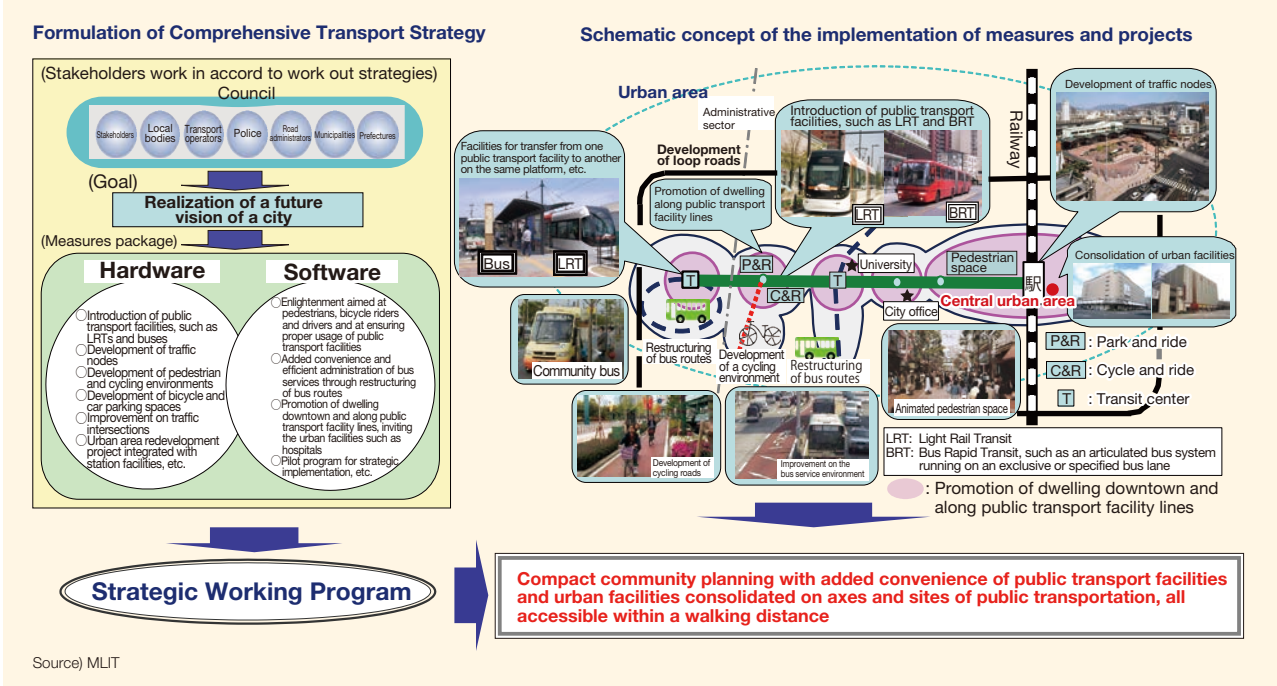 Formulation of Comprehensive Transport Strategy
(Stakeholders work in accord to work out strategies)
Council
Stakeholders
Local
bodies
Transport
operators
Police
Road
administrators
Municipalities
Prefectures
(Goal)
Realization of a future
vision of a city
(Measures package)
Hardware
○Introduction of public
transport facilities, such as
LRTs and buses
○Development of traffic
nodes
○Development of pedestrian
and cycling environments
○Development of bicycle and
car parking spaces
○Improvement on traffic
intersections
○Urban area redevelopment
project integrated with
station facilities, etc.
Software
○Enlightenment aimed at
pedestrians, bicycle riders
and drivers and at ensuring
proper usage of public
transport facilities
○Added convenience and
efficient administration of bus
services through restructuring
of bus routes
○Promotion of dwelling
downtown and along public
transport facility lines, inviting
the urban facilities such as
hospitals
○Pilot program for strategic
implementation, etc.
Strategic Working Program
Schematic concept of the implementation of measures and projects
Urban area
Administrative
sector
Development
of loop roads
Facilities for transfer from one
public transport facility to another
on the same platform, etc.
Bus
LRT
Promotion of dwelling
along public transport
facility lines
Introduction of public transport
facilities, such as LRT and BRT
LRT
BRT
Railway
Development of traffic nodes
Consolidation of urban facilities
T
P&R
C&R
T
University
City office
Pedestrian
space
駅
Central urban area
Restructuring
of bus routes
Development
of a cycling
environment
Restructuring
of bus routes
Community bus
Development of
cycling roads
Improvement on the
bus service environment
Animated pedestrian space
P&R : Park and ride
C&R : Cycle and ride
T : Transit center
LRT: Light Rail Transit
BRT: Bus Rapid Transit, such as an articulated bus system
running on an exclusive or specified bus lane
: Promotion of dwelling downtown and
along public transport facility lines
Compact community planning with added convenience of public transport facilities
and urban facilities consolidated on axes and sites of public transportation, all
accessible within a walking distance
Source) MLIT